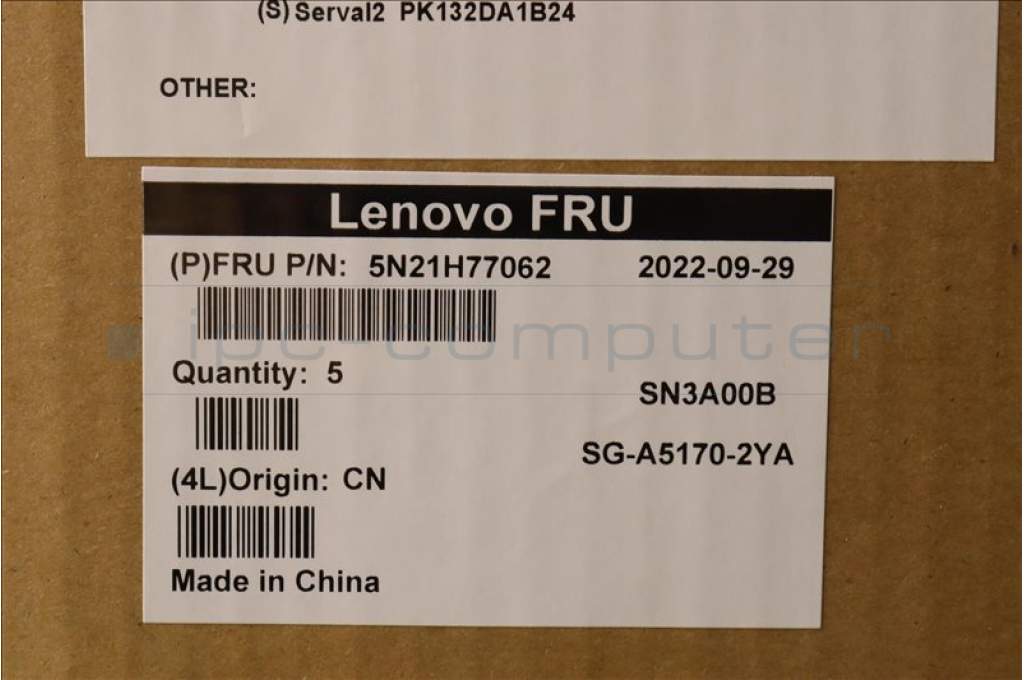 (S) Serval2 PK132DA1B24
OTHER:
Lenovo FRU
(P)FRU P/N: 5N21H77062 2022-09-29
ipc-computer
Quantity: 5
SN3A00B
SG-A5170-2YA
(4L)Origin: CN
Made in China